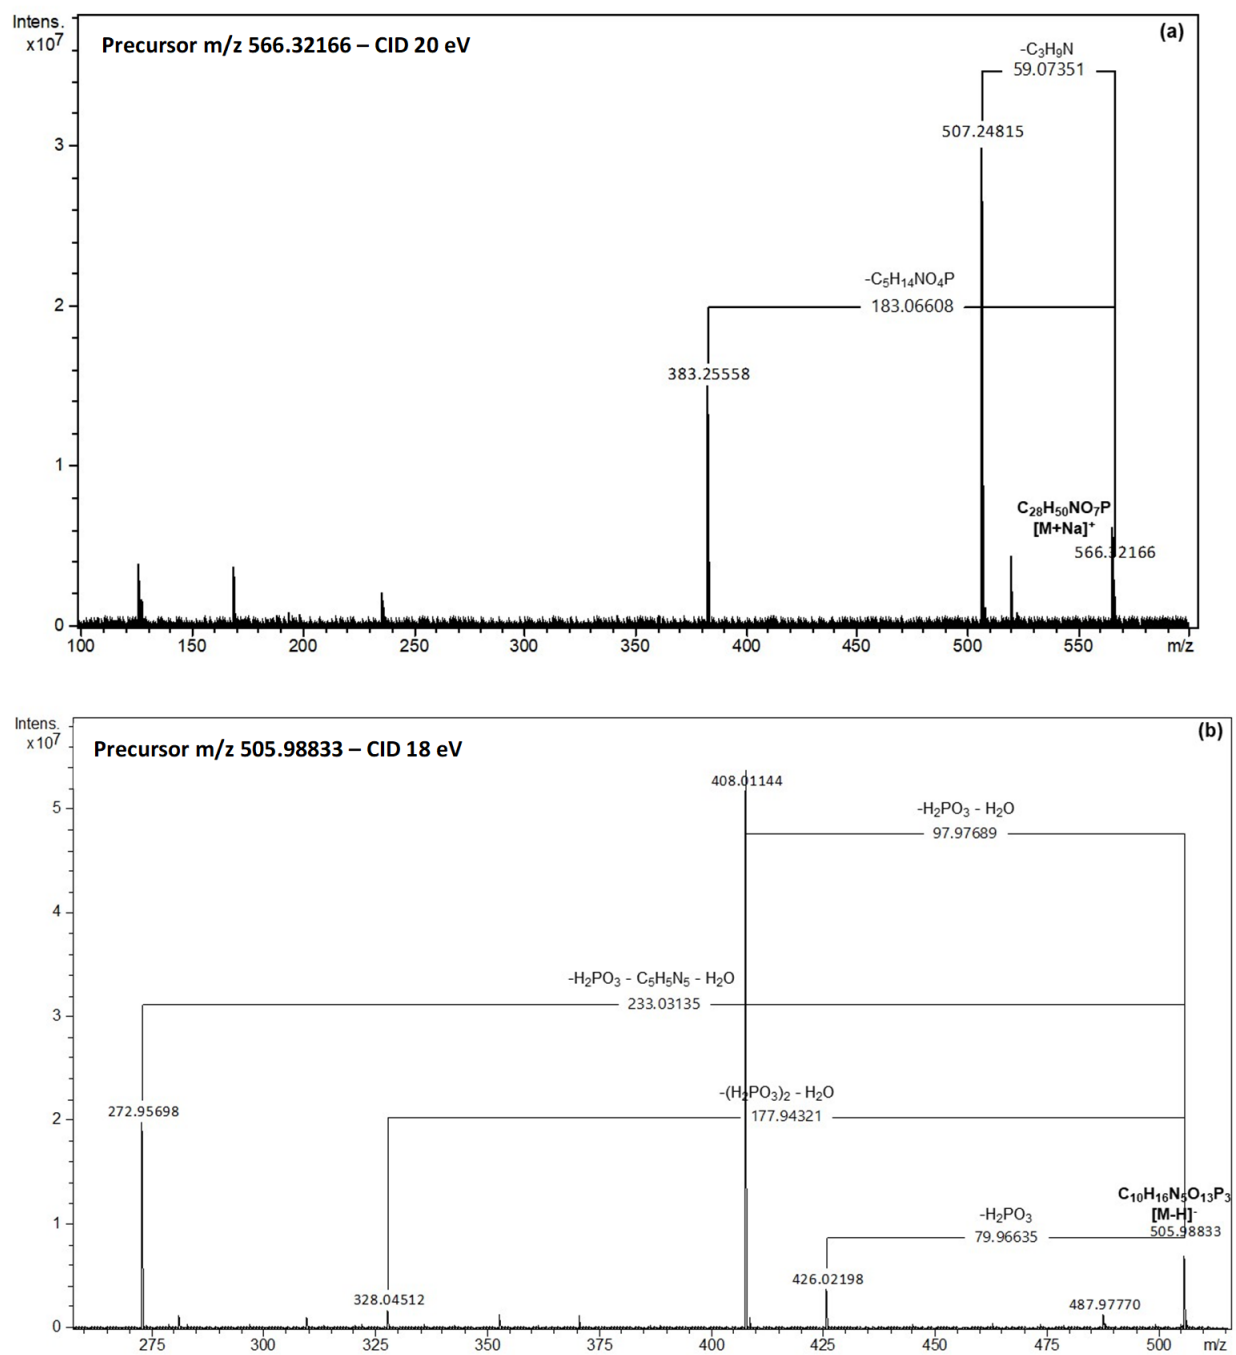 Intens.
x10⁷
Precursor m/z 566.32166 – CID 20 eV
(a)
-C₃H₉N
59.07351
507.24815
3
-C₅H₁₄NO₄P
183.06608
2
383.25558
1
C₂₈H₅₀NO₇P
[M+Na]⁺
566.32166
0
100 150 200 250 300 350 400 450 500 550 m/z
Intens.
x10⁷
Precursor m/z 505.98833 – CID 18 eV
(b)
408.01144
5
-H₂PO₃ - H₂O
97.97689
4
-H₂PO₃ - C₅H₅N₅ - H₂O
233.03135
3
-(H₂PO₃)₂ - H₂O
177.94321
272.95698
2
C₁₀H₁₆N₅O₁₃P₃
[M-H]⁻
505.98833
-H₂PO₃
79.96635
1
426.02198
328.04512
487.97770
0
275 300 325 350 375 400 425 450 475 500 m/z